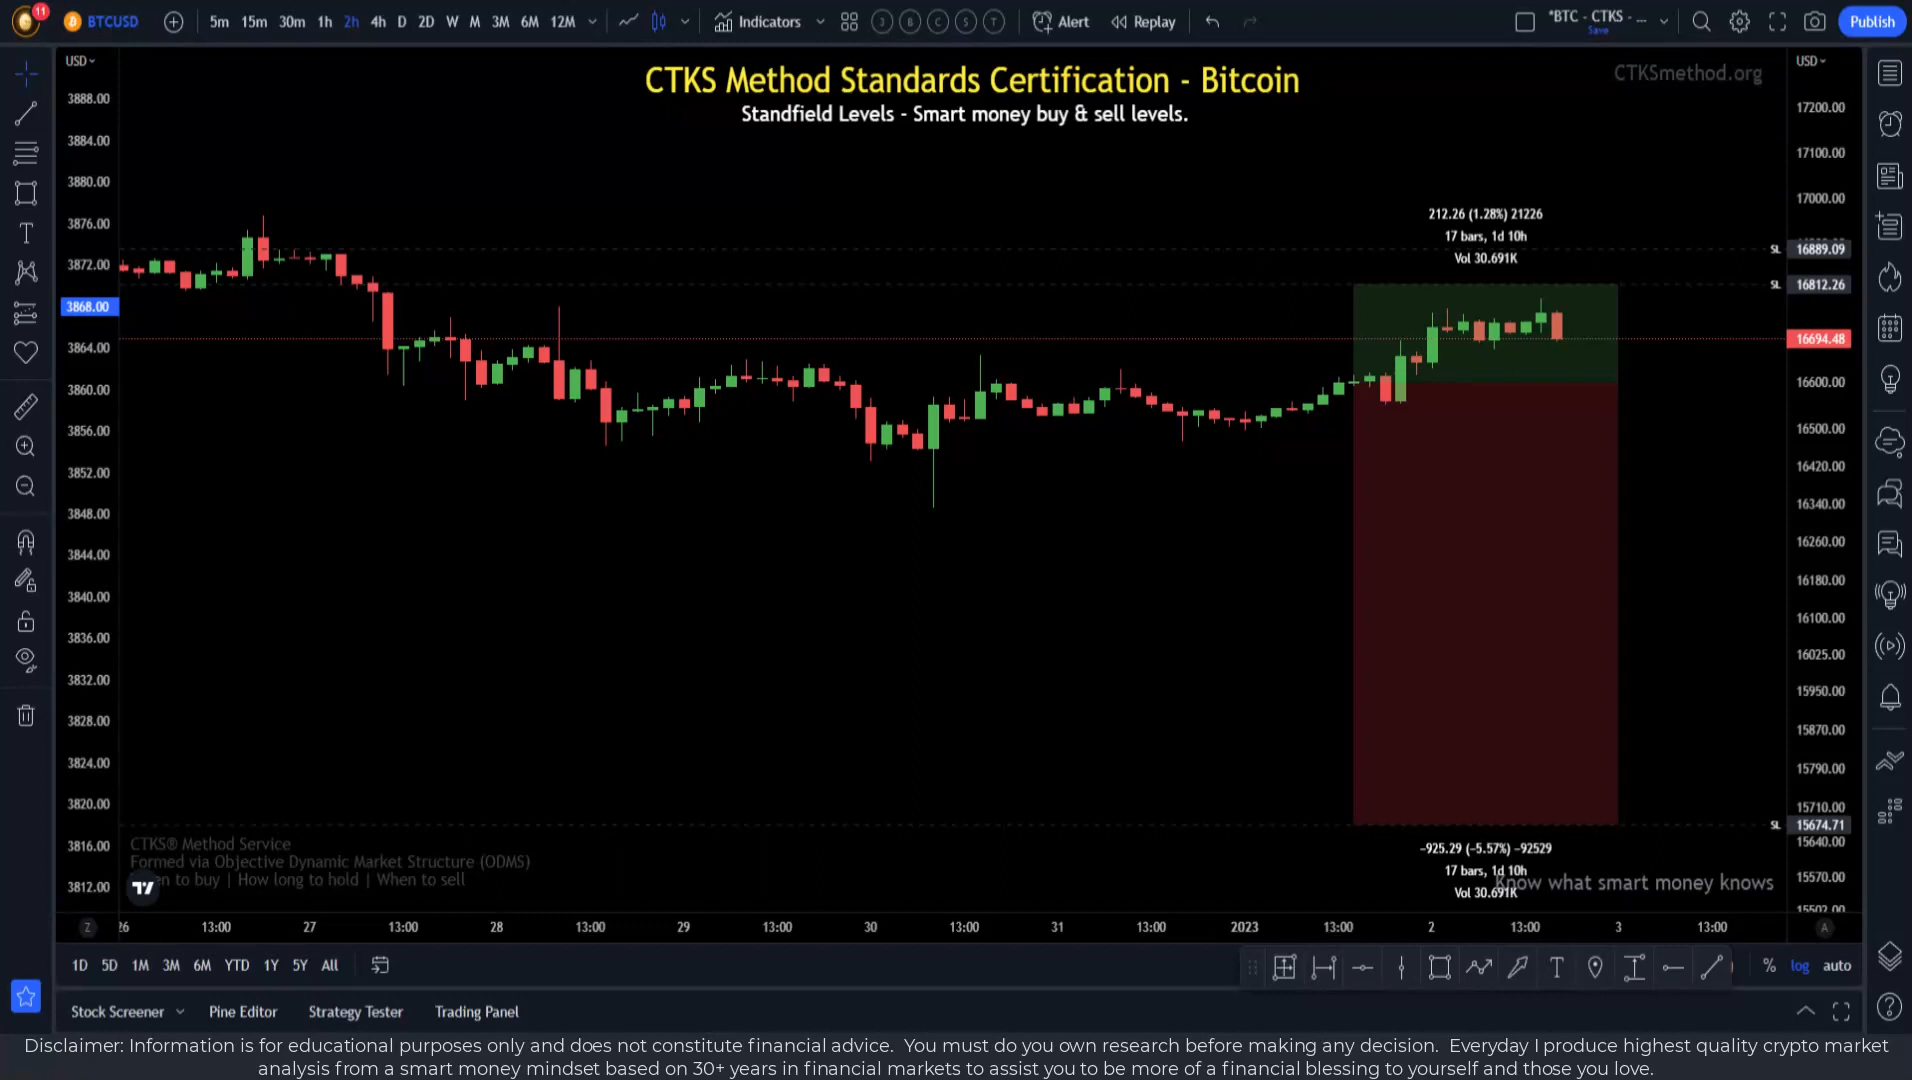 11
BTCUSD 5m 15m 30m 1h 2h 4h D 2D W M 3M 6M 12M Indicators 3 B C S T Alert Replay *BTC - CTKS - ... Save Publish
USD
USD
CTKS Method Standards Certification - Bitcoin
Standfield Levels - Smart money buy & sell levels.
CTKSmethod.org
3888.00
3884.00
3880.00
3876.00
3872.00
3868.00
3864.00
3860.00
3856.00
3852.00
3848.00
3844.00
3840.00
3836.00
3832.00
3828.00
3824.00
3820.00
3816.00
3812.00
212.26 (1.28%) 21226
17 bars, 1d 10h
Vol 30.691K
17200.00
17100.00
17000.00
SL 16889.09
SL 16812.26
16694.48
16600.00
16500.00
16420.00
16340.00
16260.00
16180.00
16100.00
16025.00
15950.00
15870.00
15790.00
15710.00
SL 15674.71
15640.00
15570.00
15502.00
−925.29 (−5.57%) −92529
17 bars, 1d 10h
Vol 30.691K
Know what smart money knows
CTKS® Method Service
Formed via Objective Dynamic Market Structure (ODMS)
en to buy | How long to hold | When to sell
Z 26 13:00 27 13:00 28 13:00 29 13:00 30 13:00 31 13:00 2023 13:00 2 13:00 3 13:00 A
1D 5D 1M 3M 6M YTD 1Y 5Y All % log auto
Stock Screener Pine Editor Strategy Tester Trading Panel
Disclaimer: Information is for educational purposes only and does not constitute financial advice. You must do you own research before making any decision. Everyday I produce highest quality crypto market
analysis from a smart money mindset based on 30+ years in financial markets to assist you to be more of a financial blessing to yourself and those you love.